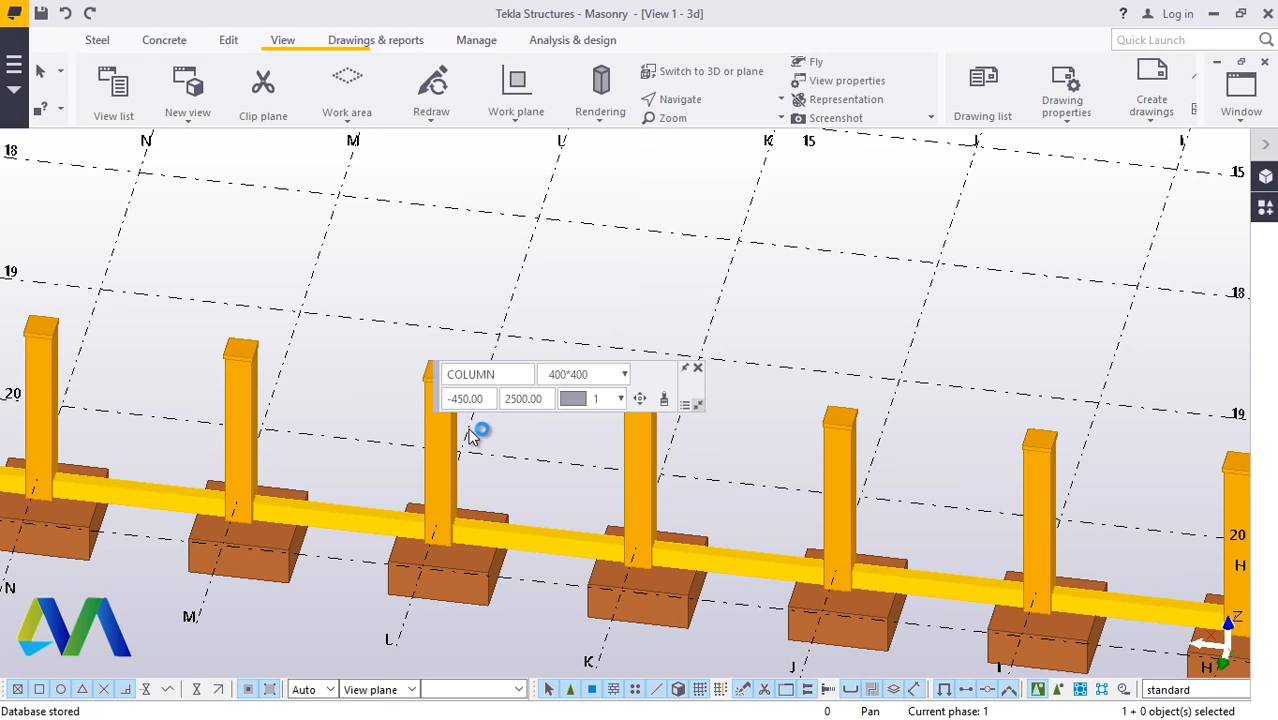 Tekla Structures - Masonry - [View 1 - 3d]
? Log in
Steel Concrete Edit View Drawings & reports Manage Analysis & design Quick Launch
View list New view Clip plane Work area Redraw Work plane Rendering
Switch to 3D or plane
Navigate
Zoom
Fly
View properties
Representation
Screenshot
Drawing list
Drawing properties
Create drawings
Window
N M L K 15 J
18 15
19 18
20 19
20
COLUMN 400*400
-450.00 2500.00 1
H
Z
N M L K J I H
Auto View plane standard
Database stored 0 Pan Current phase: 1 1 + 0 object(s) selected